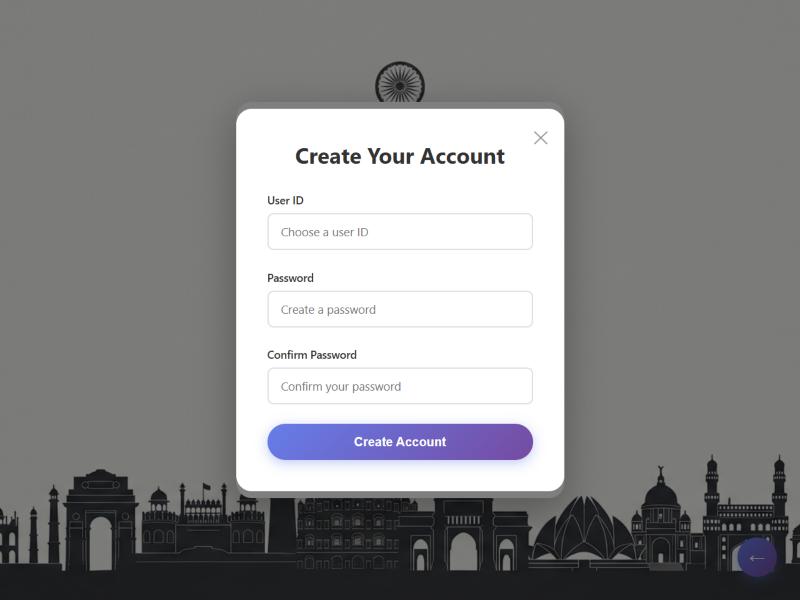 Create Your Account
User ID
Choose a user ID
Password
Create a password
Confirm Password
Confirm your password
Create Account